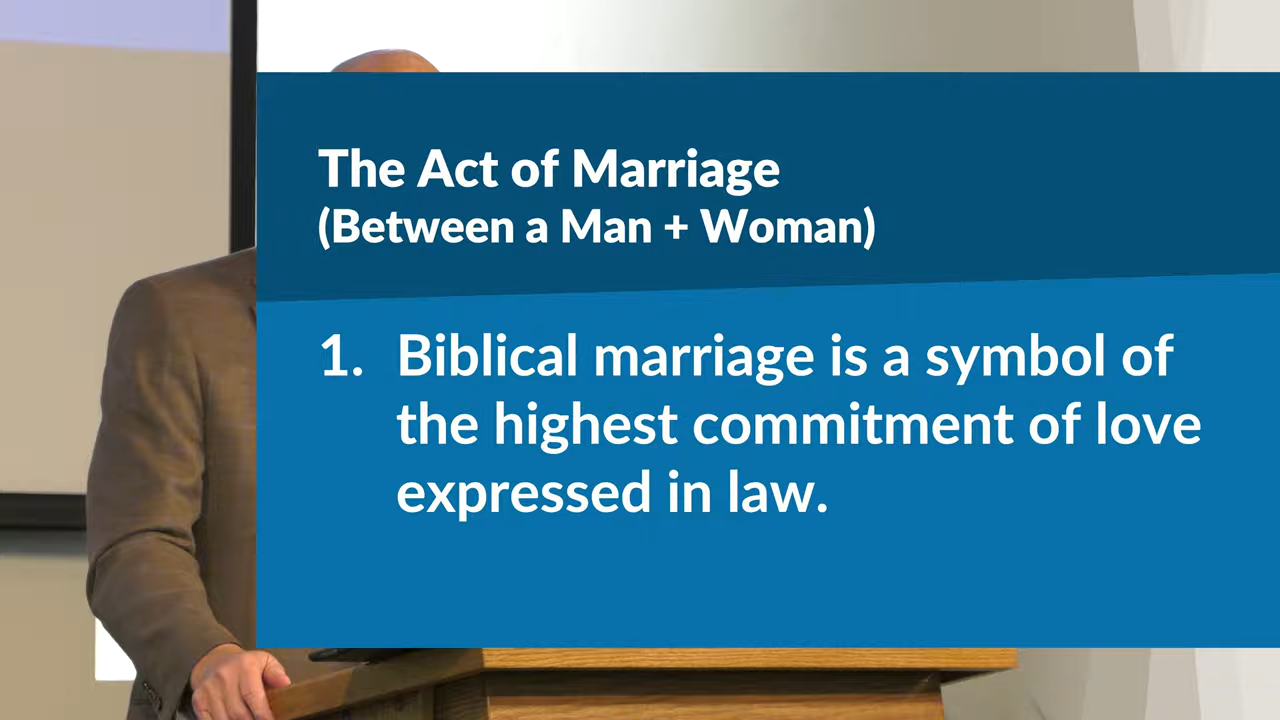 The Act of Marriage
(Between a Man + Woman)
1. Biblical marriage is a symbol of
the highest commitment of love
expressed in law.